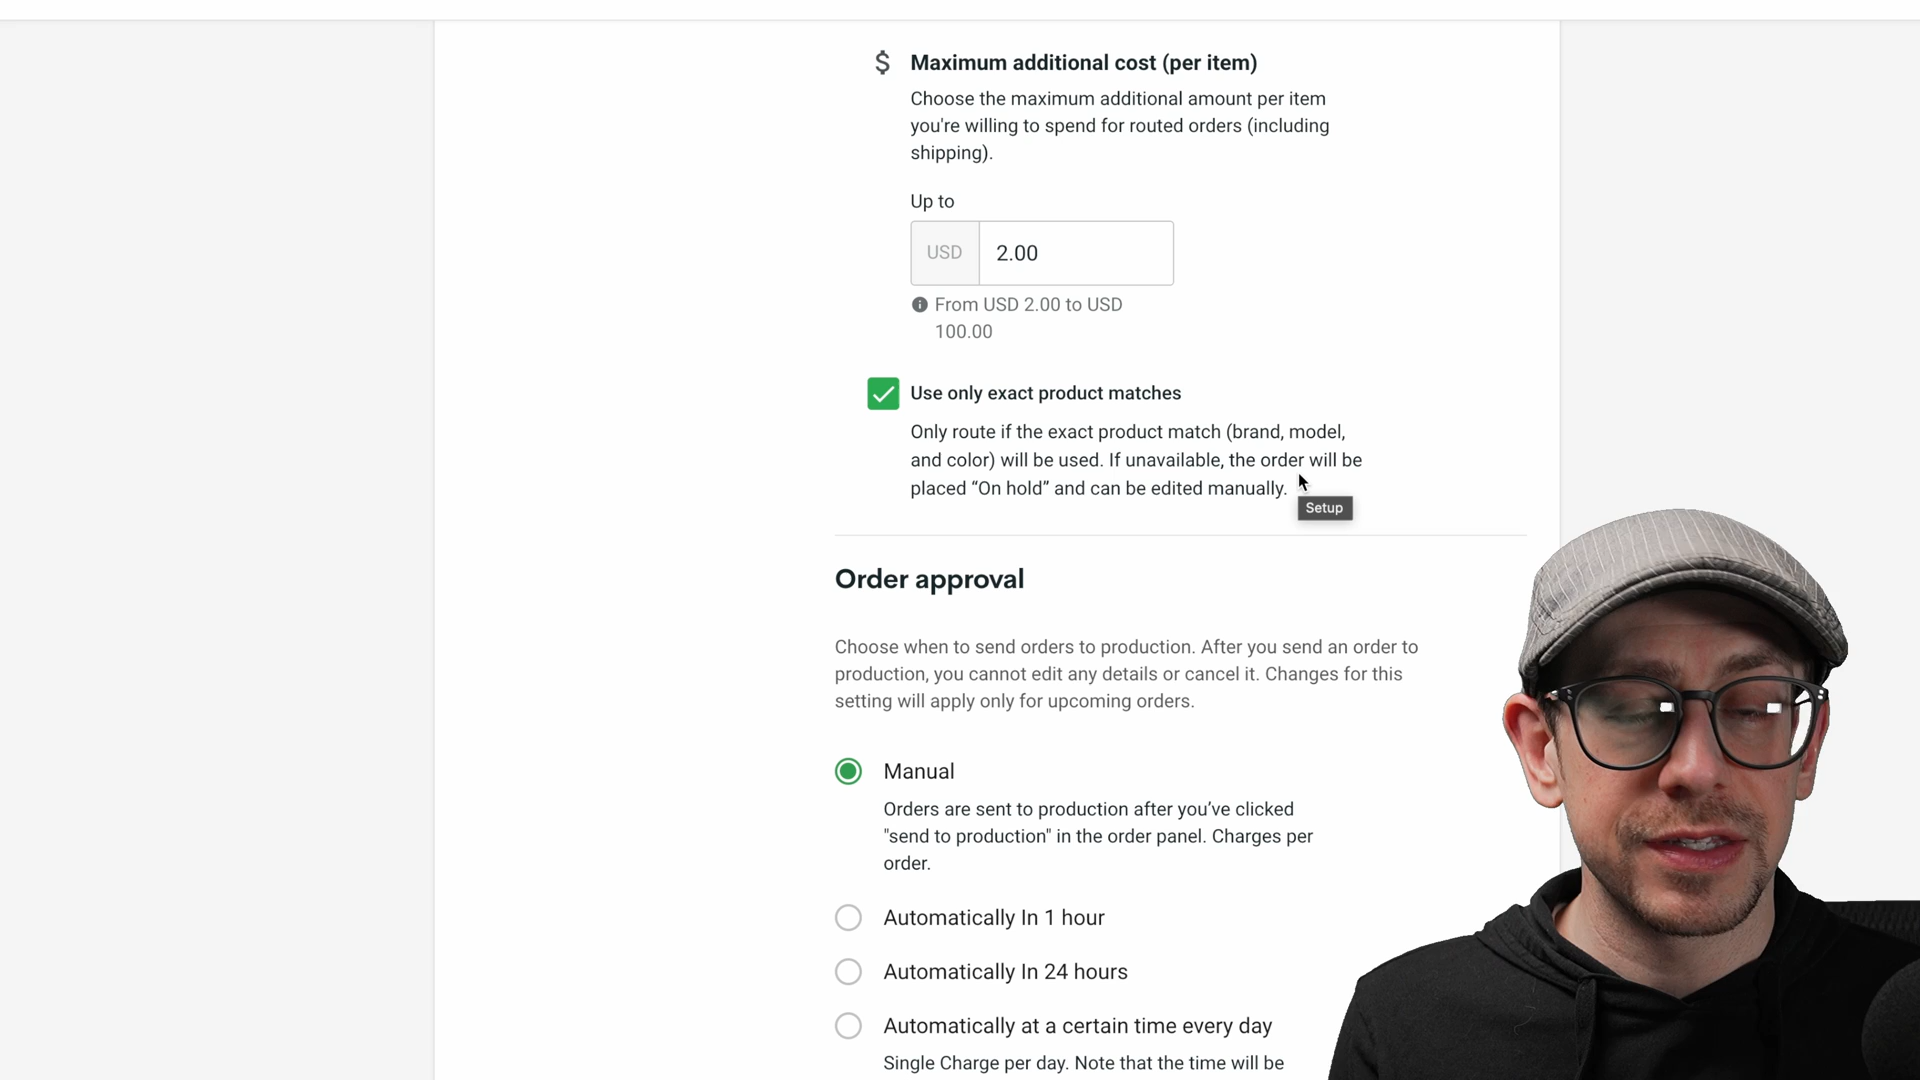 $ Maximum additional cost (per item)
Choose the maximum additional amount per item
you're willing to spend for routed orders (including
shipping).
Up to
USD 2.00
From USD 2.00 to USD
100.00
Use only exact product matches
Only route if the exact product match (brand, model,
and color) will be used. If unavailable, the order will be
placed “On hold” and can be edited manually.
Setup
Order approval
Choose when to send orders to production. After you send an order to
production, you cannot edit any details or cancel it. Changes for this
setting will apply only for upcoming orders.
Manual
Orders are sent to production after you’ve clicked
"send to production" in the order panel. Charges per
order.
Automatically In 1 hour
Automatically In 24 hours
Automatically at a certain time every day
Single Charge per day. Note that the time will be